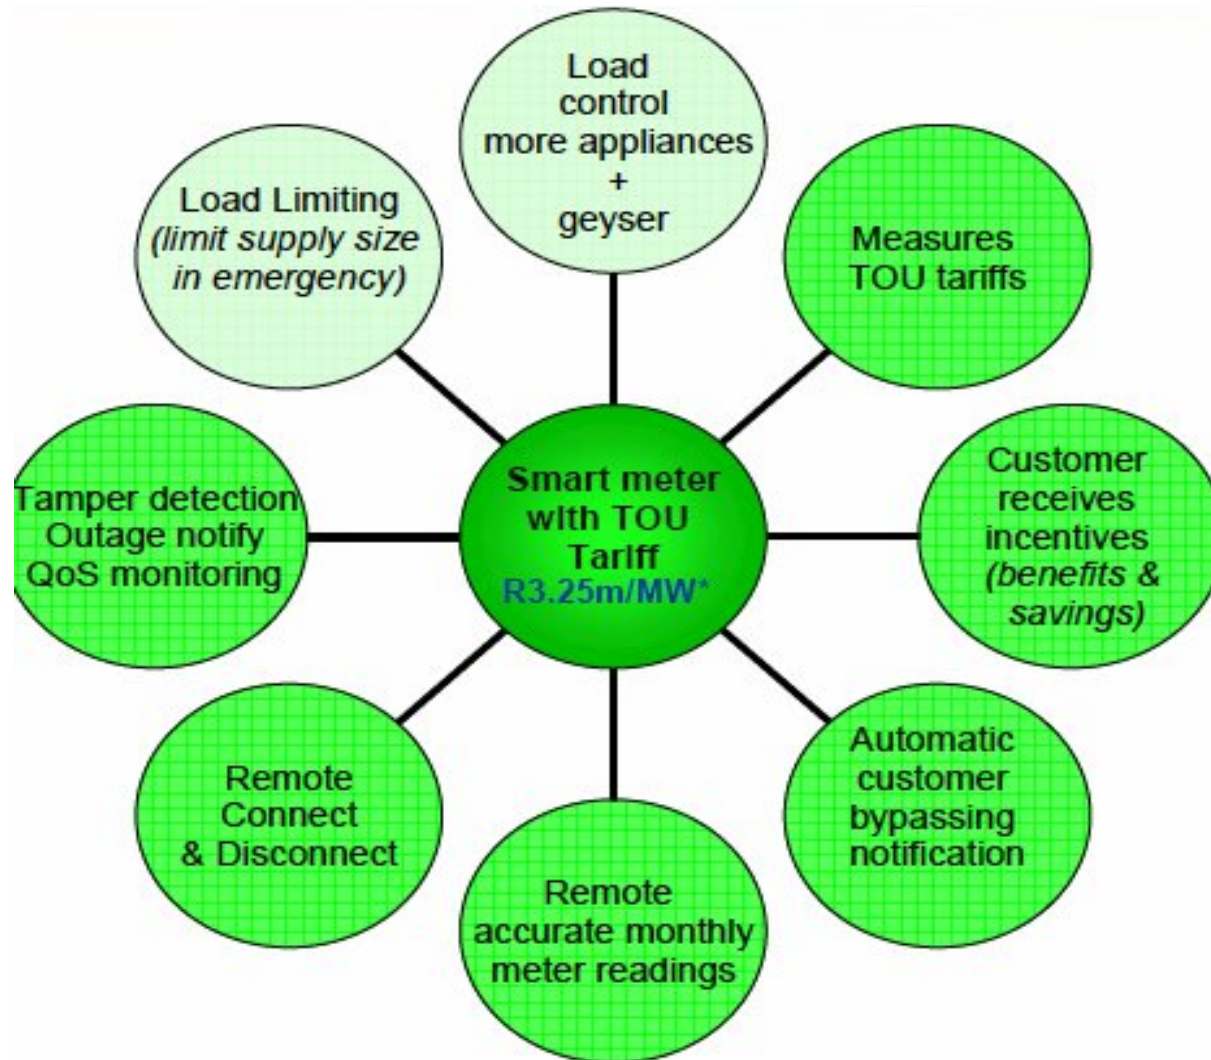 Load
control
more appliances
+
geyser
Load Limiting
(limit supply size
in emergency)
Measures
TOU tariffs
Tamper detection
Outage notify
QoS monitoring
Smart meter
with TOU
Tariff
R3.25m/MW*
Customer
receives
incentives
(benefits &
savings)
Remote
Connect
& Disconnect
Automatic
customer
bypassing
notification
Remote
accurate monthly
meter readings